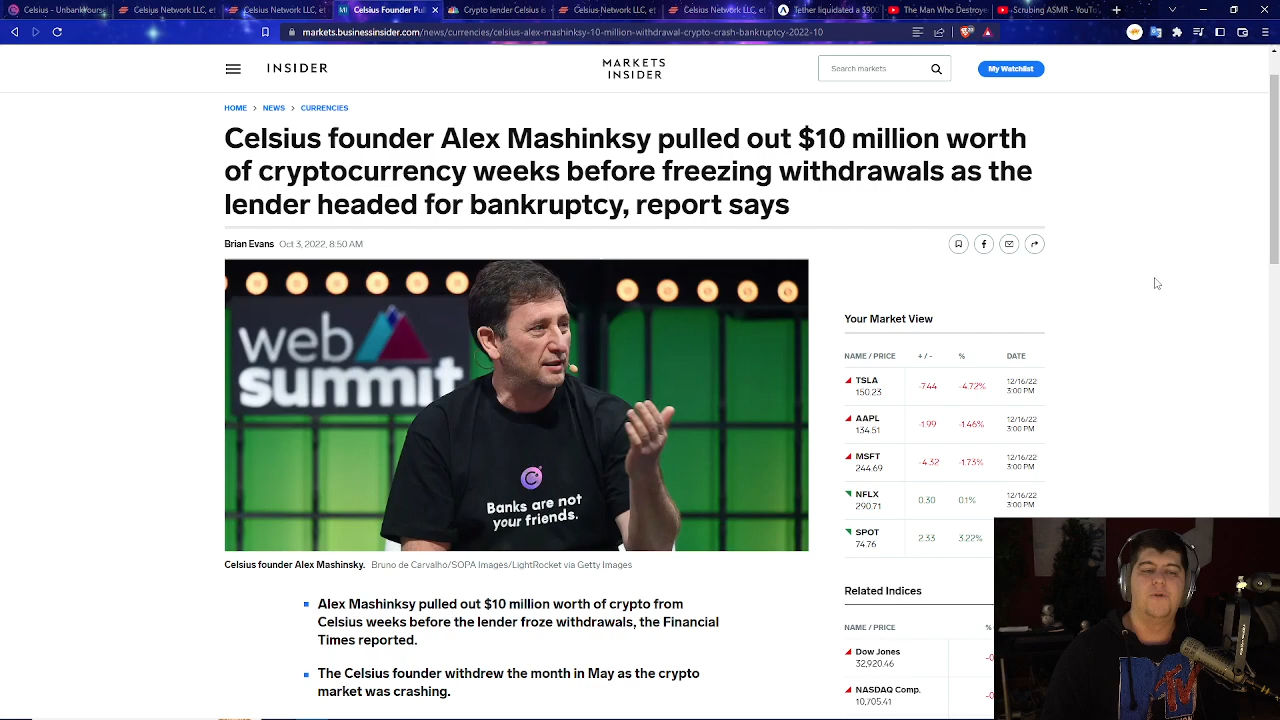 Celsius - UnbankYourse
Celsius Network LLC, et
Celsius Founder Pul
Crypto lender Celsius is
Celsius Network LLC, et
Celsius Network LLC, et
Tether liquidated a $900
The Man Who Destroye
Scrubing ASMR - YouTu
markets.businessinsider.com/news/currencies/celsius-alex-mashinksy-10-million-withdrawal-crypto-crash-bankruptcy-2022-10
INSIDER
MARKETS
INSIDER
Search markets
My Watchlist
HOME > NEWS > CURRENCIES
Celsius founder Alex Mashinksy pulled out $10 million worth
of cryptocurrency weeks before freezing withdrawals as the
lender headed for bankruptcy, report says
Brian Evans Oct 3, 2022, 8:50 AM
web
summit
Banks are not
your friends.
Celsius founder Alex Mashinsky. Bruno de Carvalho/SOPA Images/LightRocket via Getty Images
Alex Mashinksy pulled out $10 million worth of crypto from
Celsius weeks before the lender froze withdrawals, the Financial
Times reported.
The Celsius founder withdrew the month in May as the crypto
market was crashing.
Your Market View
NAME / PRICE + / - % DATE
TSLA
150.23
-7.44 -4.72%
12/16/22
3:00 PM
AAPL
134.51
-1.99 -1.46%
12/16/22
3:00 PM
MSFT
244.69
-4.32 -1.73%
12/16/22
3:00 PM
NFLX
290.71
0.30 0.1%
12/16/22
3:00 PM
SPOT
74.76
2.33 3.22%
Related Indices
NAME / PRICE %
Dow Jones
32,920.46
-0
NASDAQ Comp.
10,705.41
-0